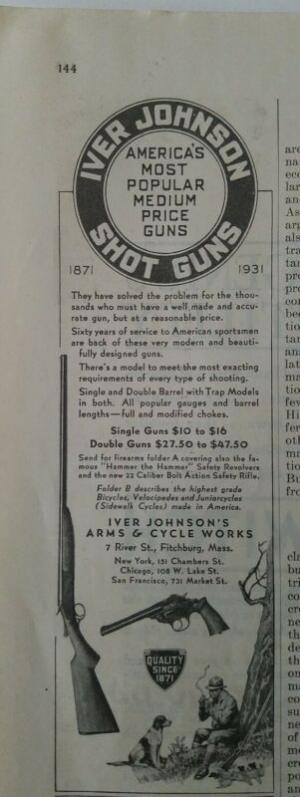 144
IVER JOHNSON
AMERICA'S
MOST
POPULAR
MEDIUM
PRICE
GUNS
SHOT GUNS
1871 1931
They have solved the problem for the thou-
sands who must have a well made and accu-
rate gun, but at a reasonable price.
Sixty years of service to American sportsmen
are back of these very modern and beauti-
fully designed guns.
There's a model to meet the most exacting
requirements of every type of shooting.
Single and Double Barrel with Trap Models
in both. All popular gauges and barrel
lengths—full and modified chokes.
Single Guns $10 to $16
Double Guns $27.50 to $47.50
Send for Firearms folder A covering also the fa-
mous "Hammer the Hammer" Safety Revolvers
and the new 22 Caliber Bolt Action Safety Rifle.
Folder B describes the highest grade
Bicycles, Velocipedes and Juniorcycles
(Sidewalk Cycles) made in America.
IVER JOHNSON'S
ARMS & CYCLE WORKS
7 River St., Fitchburg, Mass.
New York, 151 Chambers St.
Chicago, 108 W. Lake St.
San Francisco, 731 Market St.
QUALITY
SINCE
1871